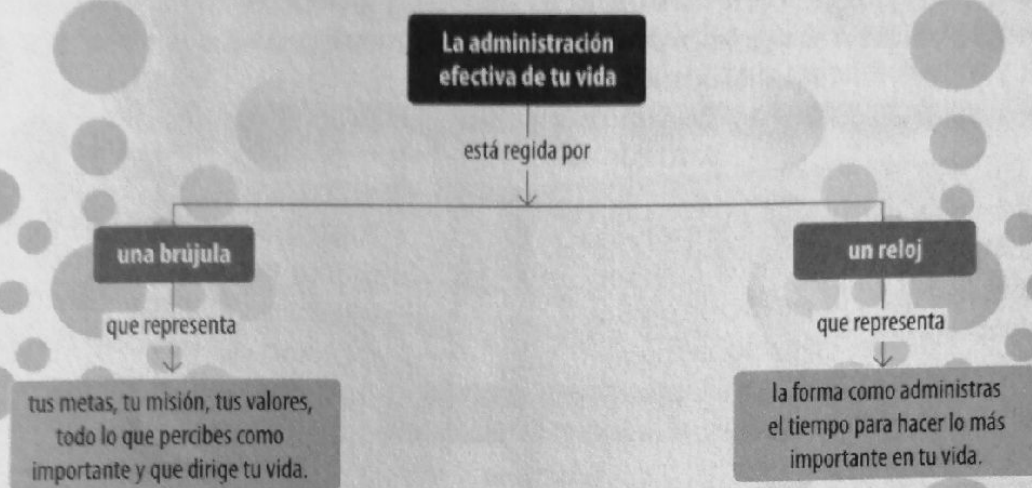 La administración
efectiva de tu vida
está regida por
una brújula
un reloj
que representa
que representa
tus metas, tu misión, tus valores,
todo lo que percibes como
importante y que dirige tu vida.
la forma como administras
el tiempo para hacer lo más
importante en tu vida.